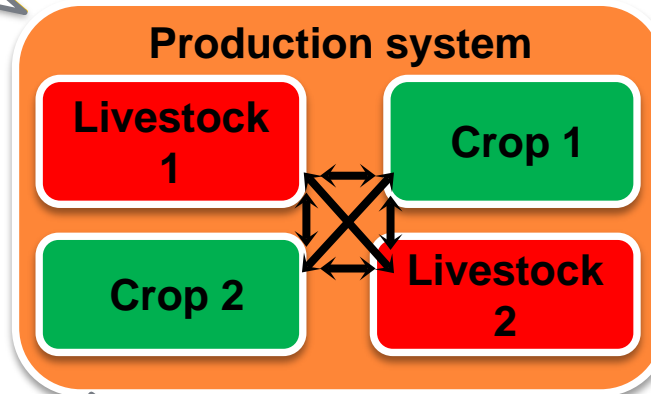 Production system
Livestock
1
Crop 1
Crop 2
Livestock
2